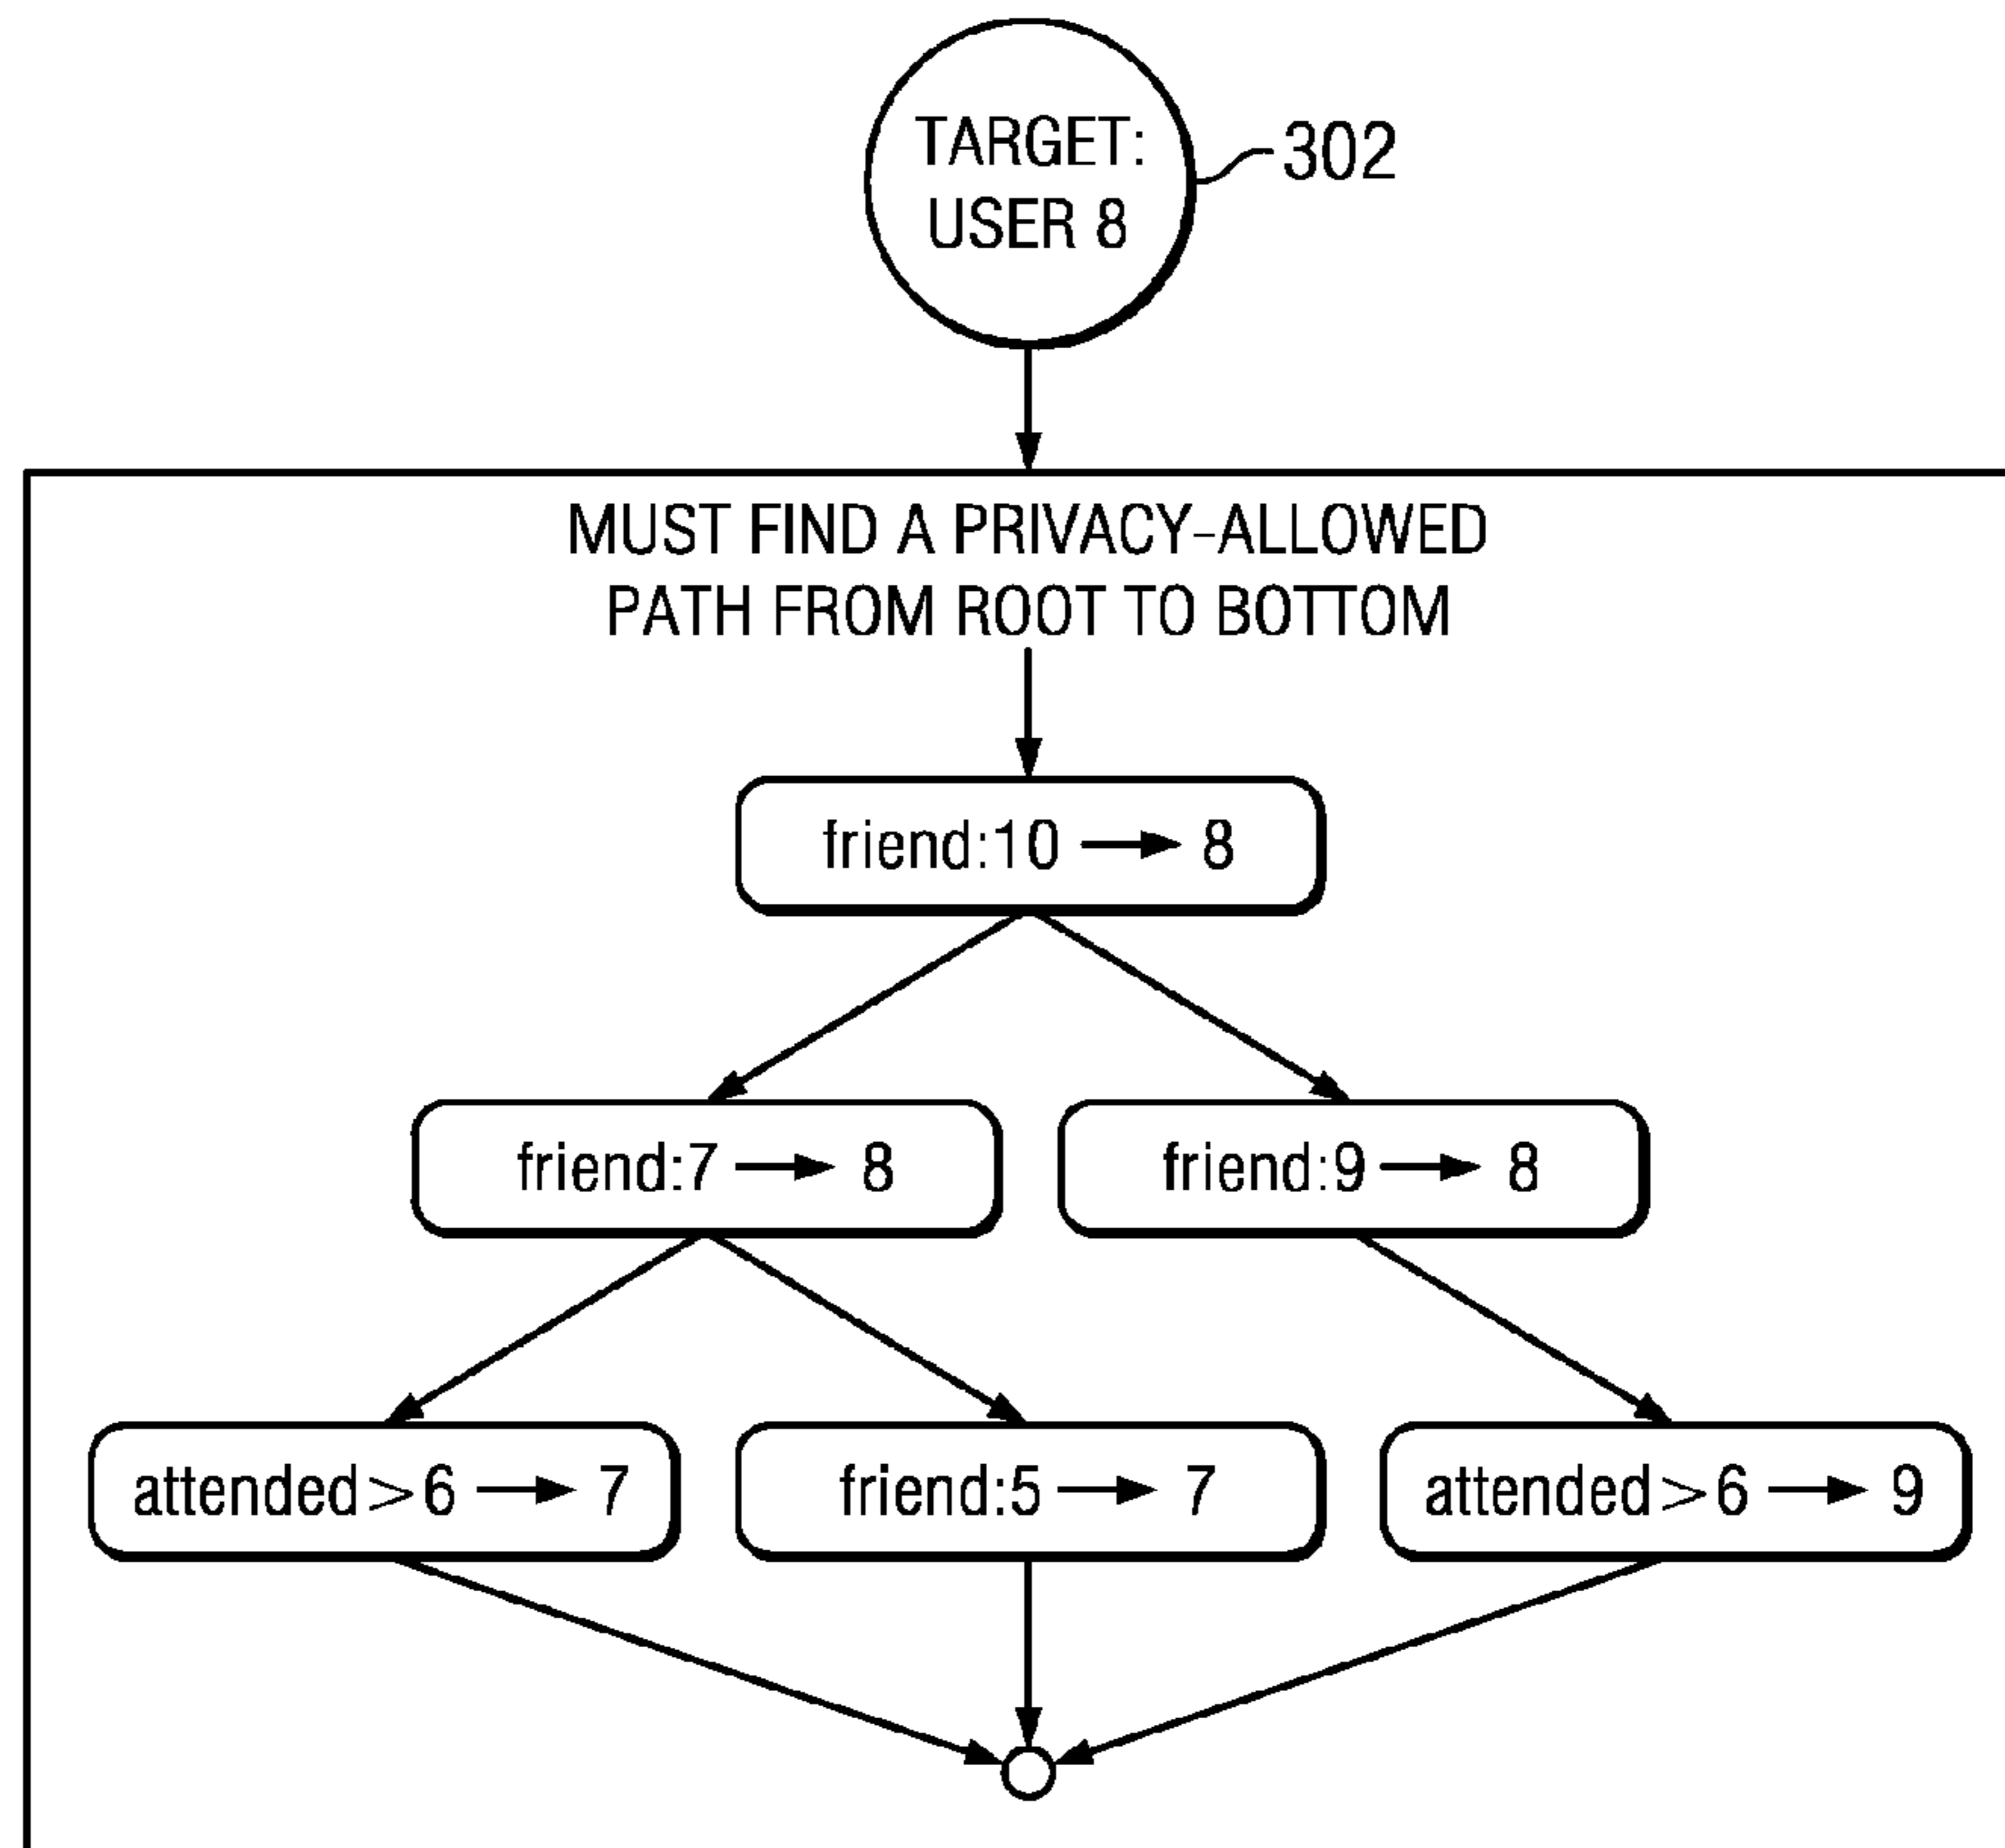 TARGET:
USER 8
302
MUST FIND A PRIVACY-ALLOWED
PATH FROM ROOT TO BOTTOM
friend:10 → 8
friend:7 → 8
friend:9 → 8
attended>6 → 7
friend:5 → 7
attended>6 → 9